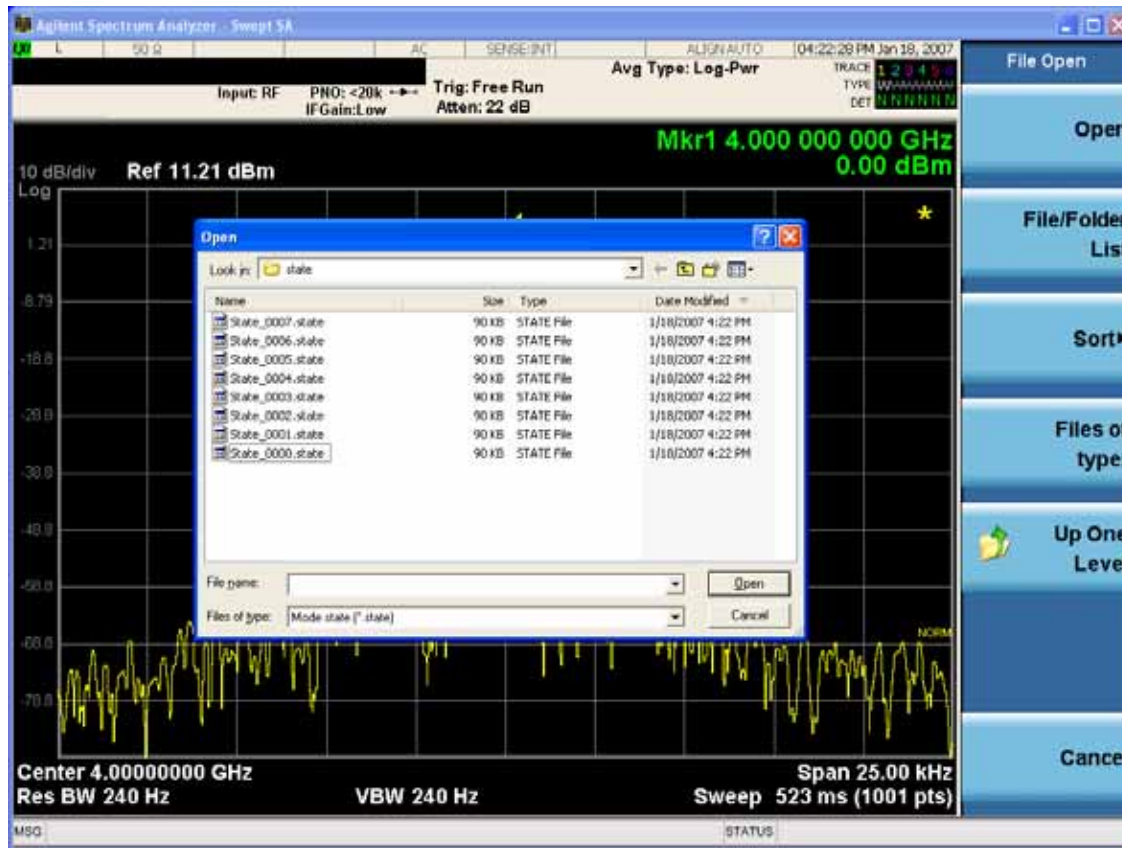 Agilent Spectrum Analyzer - Swept SA
L 50 Ω AC SENSE:INT ALIGN AUTO 04:22:28 PM Jan 18, 2007
Input: RF PNO: <20k Trig: Free Run Avg Type: Log-Pwr TRACE 1 2 3 4 5 6
IFGain:Low Atten: 22 dB TYPE
DET N N N N N N
Mkr1 4.000 000 000 GHz
0.00 dBm
10 dB/div Ref 11.21 dBm
Log
1.21
-8.79
-18.8
-28.8
-38.8
-48.8
-58.8
-68.8
-78.8
NORM
Open
Look in: state
Name Size Type Date Modified
State_0007.state 90 KB STATE File 1/18/2007 4:22 PM
State_0006.state 90 KB STATE File 1/18/2007 4:22 PM
State_0005.state 90 KB STATE File 1/18/2007 4:22 PM
State_0004.state 90 KB STATE File 1/18/2007 4:22 PM
State_0003.state 90 KB STATE File 1/18/2007 4:22 PM
State_0002.state 90 KB STATE File 1/18/2007 4:22 PM
State_0001.state 90 KB STATE File 1/18/2007 4:22 PM
State_0000.state 90 KB STATE File 1/18/2007 4:22 PM
File name: Open
Files of type: Mode state (*.state) Cancel
Center 4.00000000 GHz Span 25.00 kHz
Res BW 240 Hz VBW 240 Hz Sweep 523 ms (1001 pts)
MSG STATUS
File Open
Open
File/Folder
Lis
Sort
Files o
type
Up One
Leve
Cance